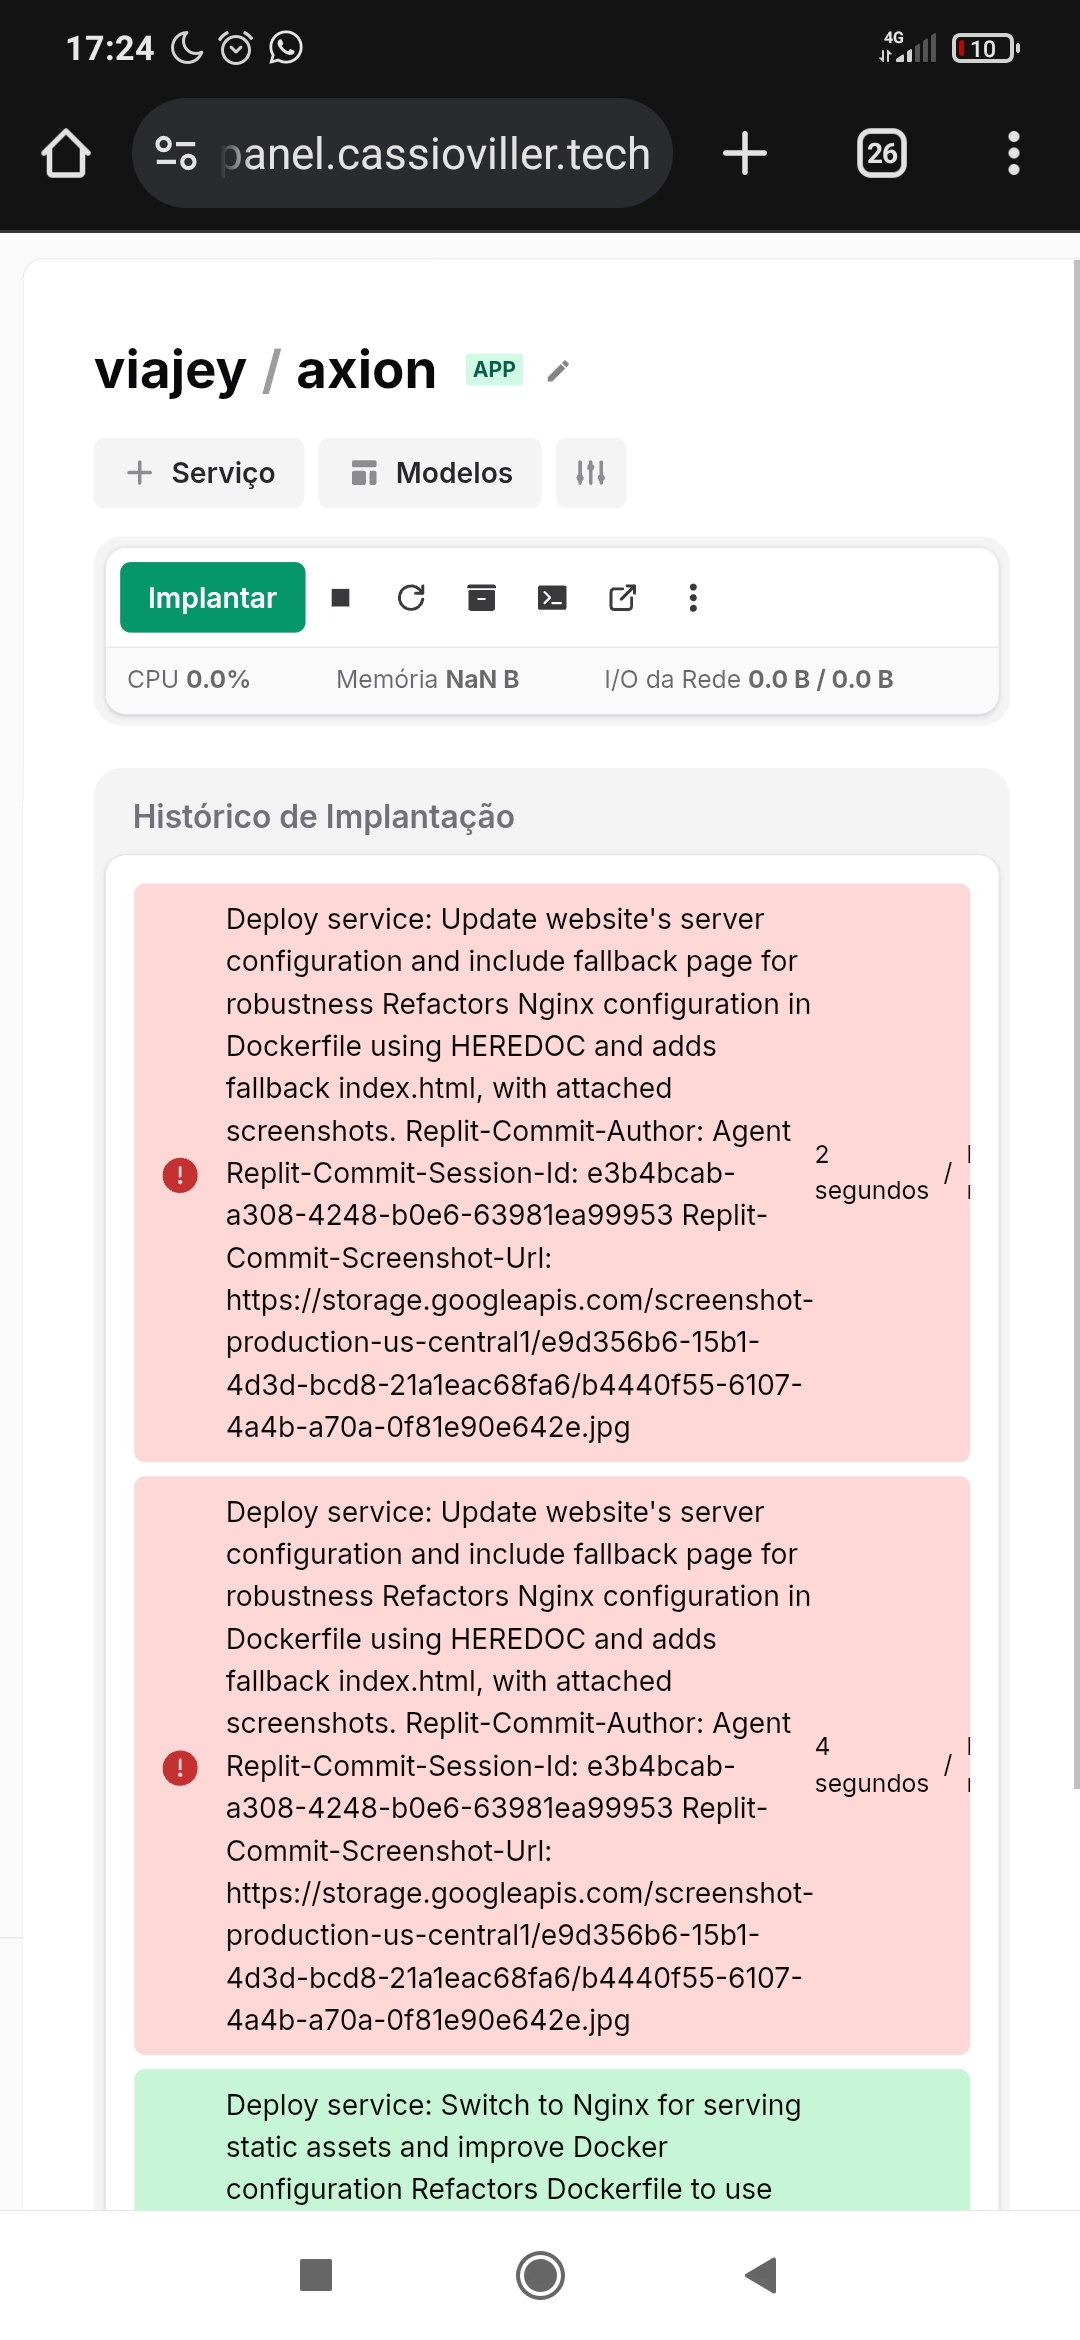 17:24
4G
10
panel.cassioviller.tech
26
viajey / axion APP
Serviço
Modelos
Implantar
CPU 0.0%
Memória NaN B
I/O da Rede 0.0 B / 0.0 B
Histórico de Implantação
Deploy service: Update website's server
configuration and include fallback page for
robustness Refactors Nginx configuration in
Dockerfile using HEREDOC and adds
fallback index.html, with attached
screenshots. Replit-Commit-Author: Agent
Replit-Commit-Session-Id: e3b4bcab-
a308-4248-b0e6-63981ea99953 Replit-
Commit-Screenshot-Url:
https://storage.googleapis.com/screenshot-
production-us-central1/e9d356b6-15b1-
4d3d-bcd8-21a1eac68fa6/b4440f55-6107-
4a4b-a70a-0f81e90e642e.jpg
2
segundos /
Deploy service: Update website's server
configuration and include fallback page for
robustness Refactors Nginx configuration in
Dockerfile using HEREDOC and adds
fallback index.html, with attached
screenshots. Replit-Commit-Author: Agent
Replit-Commit-Session-Id: e3b4bcab-
a308-4248-b0e6-63981ea99953 Replit-
Commit-Screenshot-Url:
https://storage.googleapis.com/screenshot-
production-us-central1/e9d356b6-15b1-
4d3d-bcd8-21a1eac68fa6/b4440f55-6107-
4a4b-a70a-0f81e90e642e.jpg
4
segundos /
Deploy service: Switch to Nginx for serving
static assets and improve Docker
configuration Refactors Dockerfile to use